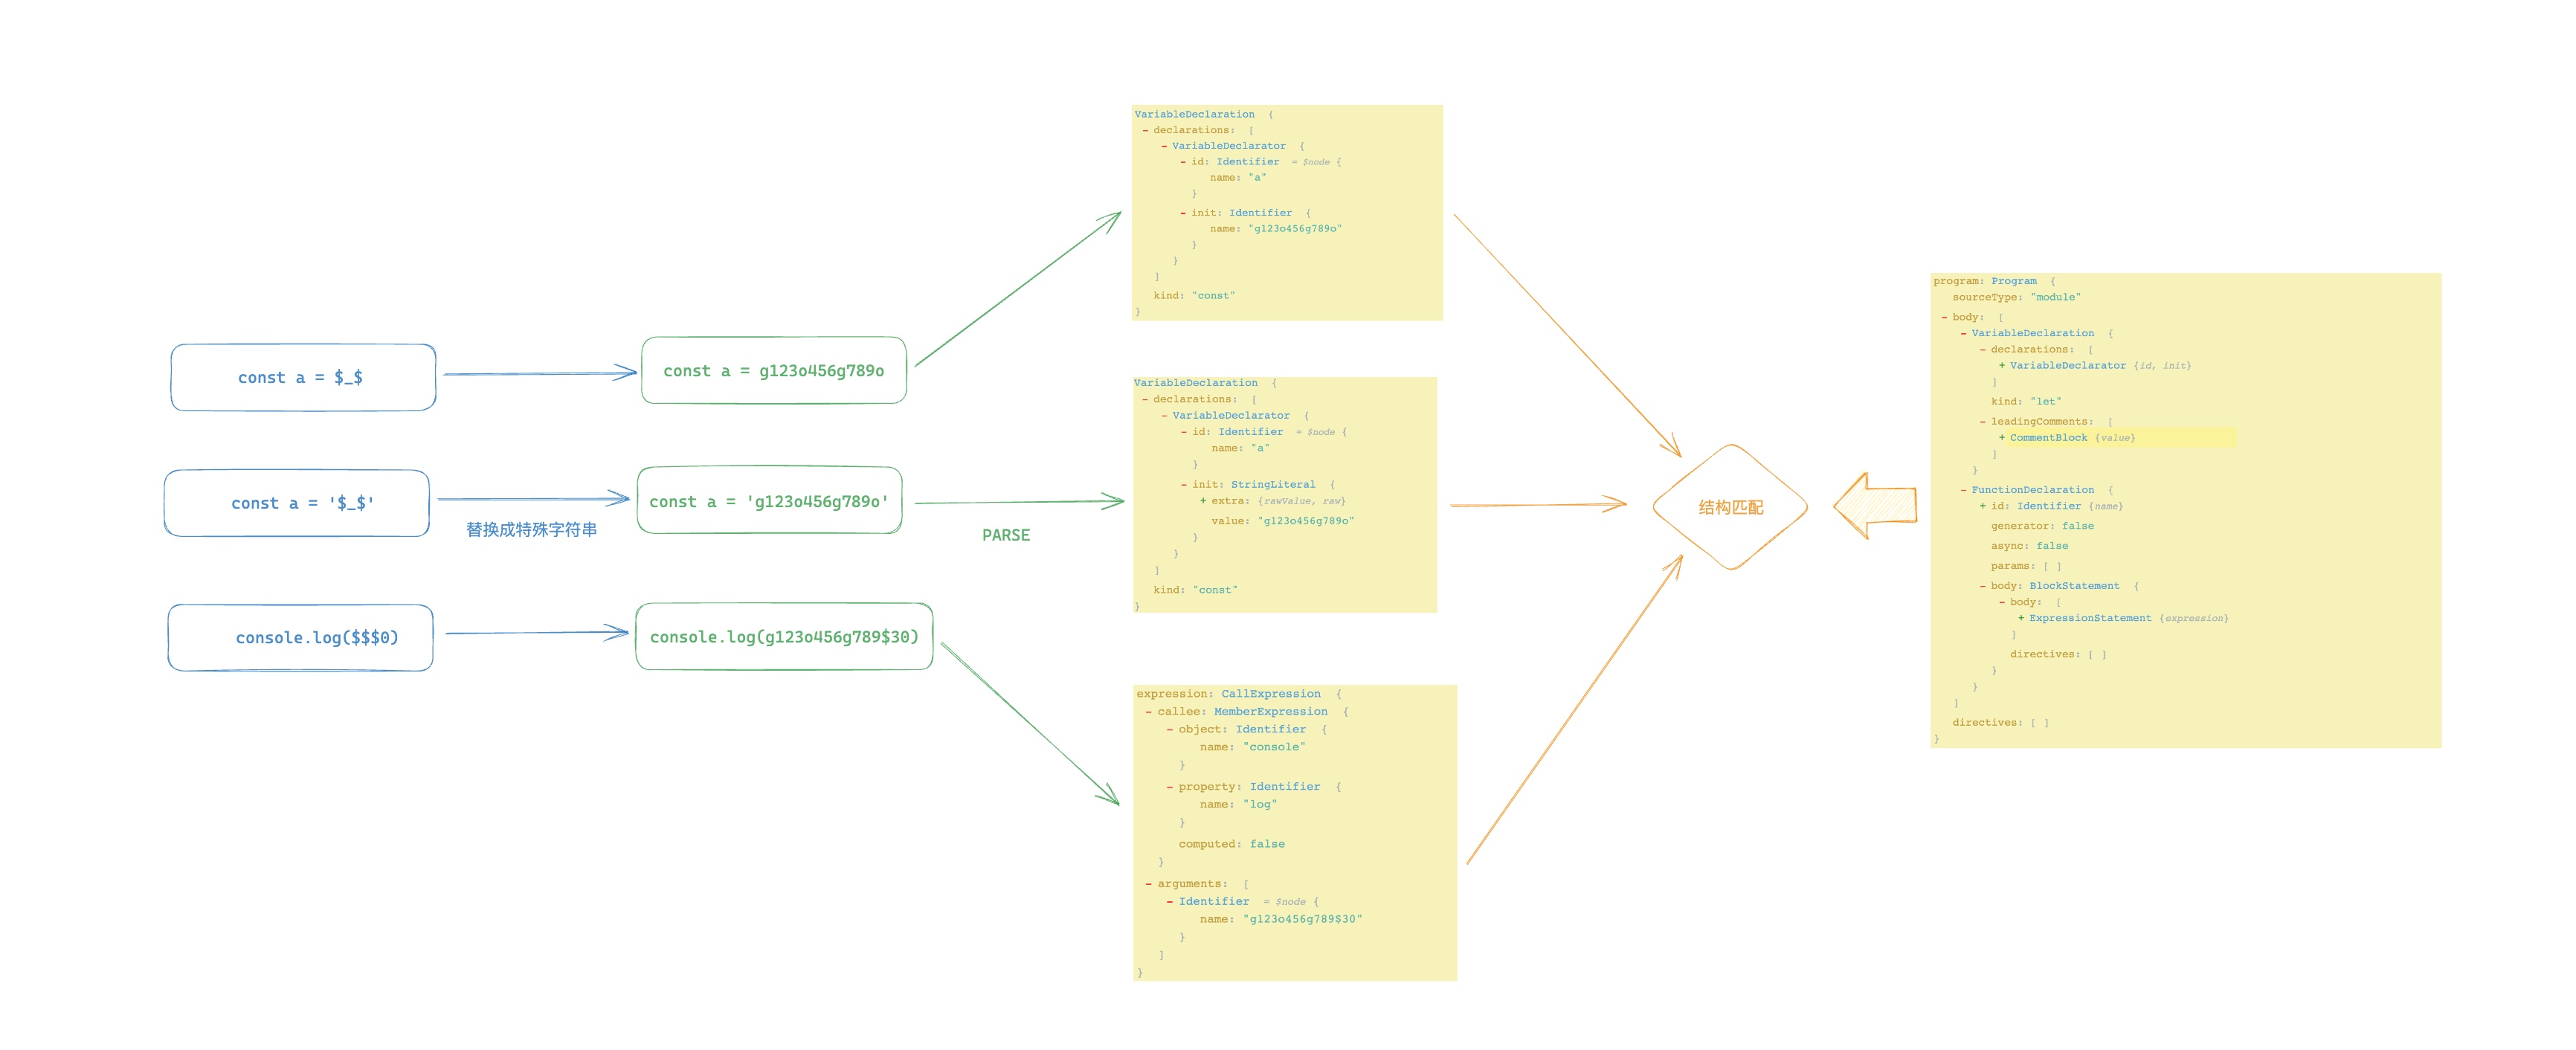 const a = $_$
const a = '$_$'
console.log($$$0)
替换成特殊字符串
const a = g123o456g789o
const a = 'g123o456g789o'
console.log(g123o456g789$30)
PARSE
VariableDeclaration {
- declarations: [
- VariableDeclarator {
- id: Identifier = $node {
name: "a"
}
- init: Identifier {
name: "g123o456g789o"
}
}
]
kind: "const"
}
VariableDeclaration {
- declarations: [
- VariableDeclarator {
- id: Identifier = $node {
name: "a"
}
- init: StringLiteral {
+ extra: {rawValue, raw}
value: "g123o456g789o"
}
}
]
kind: "const"
}
expression: CallExpression {
- callee: MemberExpression {
- object: Identifier {
name: "console"
}
- property: Identifier {
name: "log"
}
computed: false
}
- arguments: [
- Identifier = $node {
name: "g123o456g789$30"
}
]
}
结构匹配
program: Program {
sourceType: "module"
- body: [
- VariableDeclaration {
- declarations: [
+ VariableDeclarator {id, init}
]
kind: "let"
- leadingComments: [
+ CommentBlock {value}
]
}
- FunctionDeclaration {
+ id: Identifier {name}
generator: false
async: false
params: [ ]
- body: BlockStatement {
- body: [
+ ExpressionStatement {expression}
]
directives: [ ]
}
}
]
directives: [ ]
}